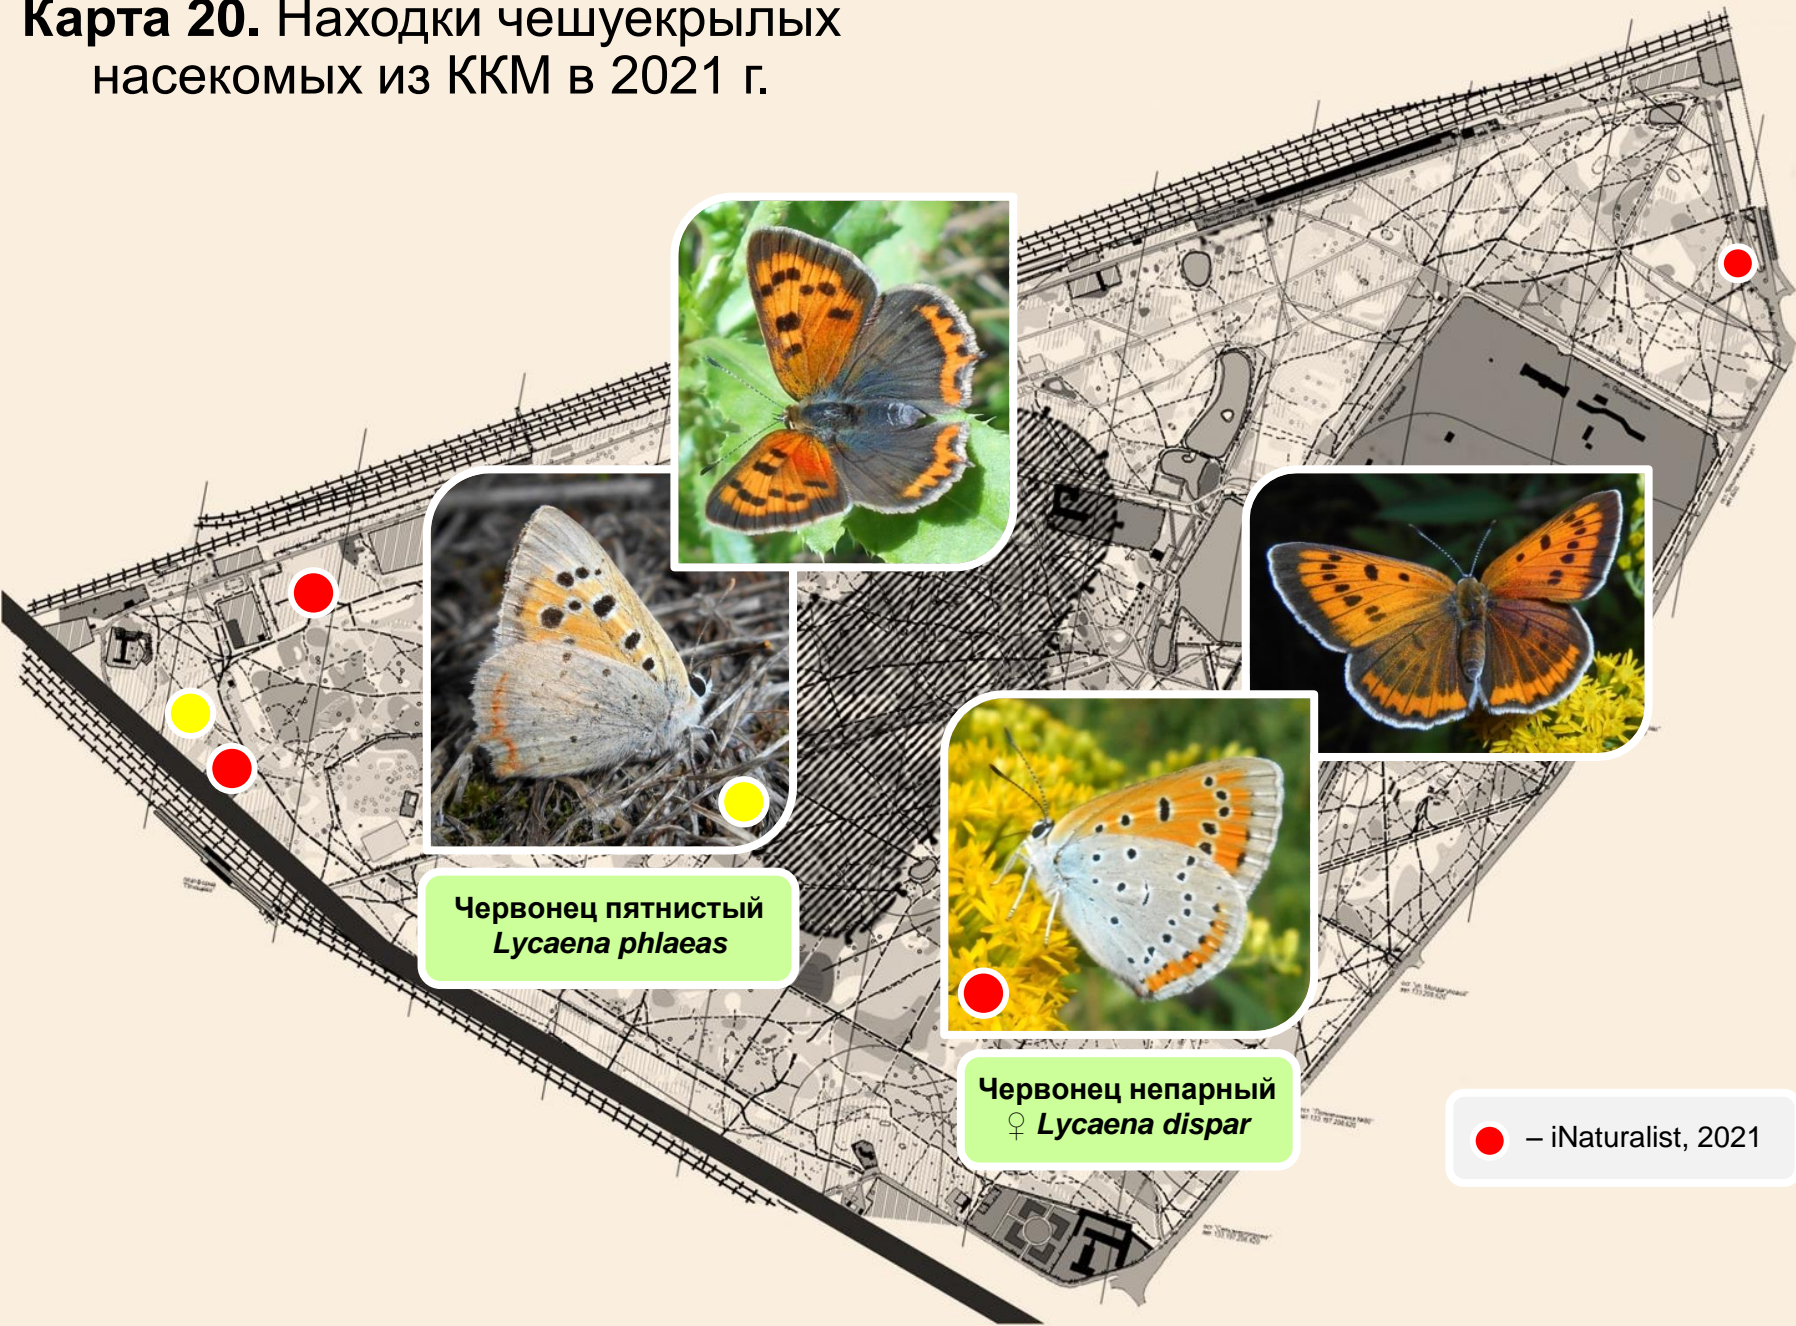 Карта 20. Находки чешуекрылых
насекомых из ККМ в 2021 г.
Червонец пятнистый
Lycaena phlaeas
Червонец непарный
♀ Lycaena dispar
– iNaturalist, 2021